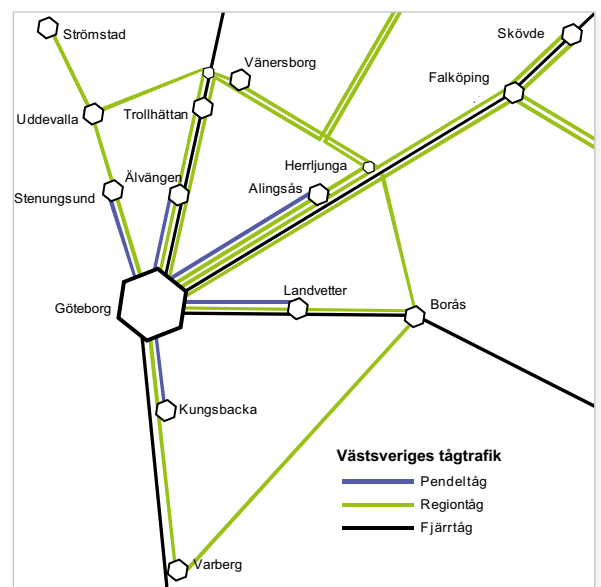 Strömstad
Skövde
Vänersborg
Falköping
Trollhättan
Uddevalla
Herrljunga
Älvängen
Alingsås
Stenungsund
Landvetter
Göteborg
Borås
Kungsbacka
Västsveriges tågtrafik
Pendeltåg
Regiontåg
Fjärrtåg
Varberg